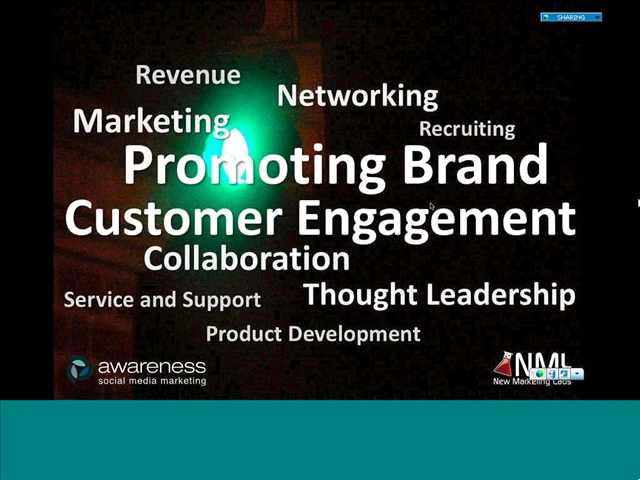 SHARING
Revenue
Networking
Marketing
Recruiting
Promoting Brand
Customer Engagement
Collaboration
Service and Support
Thought Leadership
Product Development
awareness
social media marketing
NML
New Marketing Labs